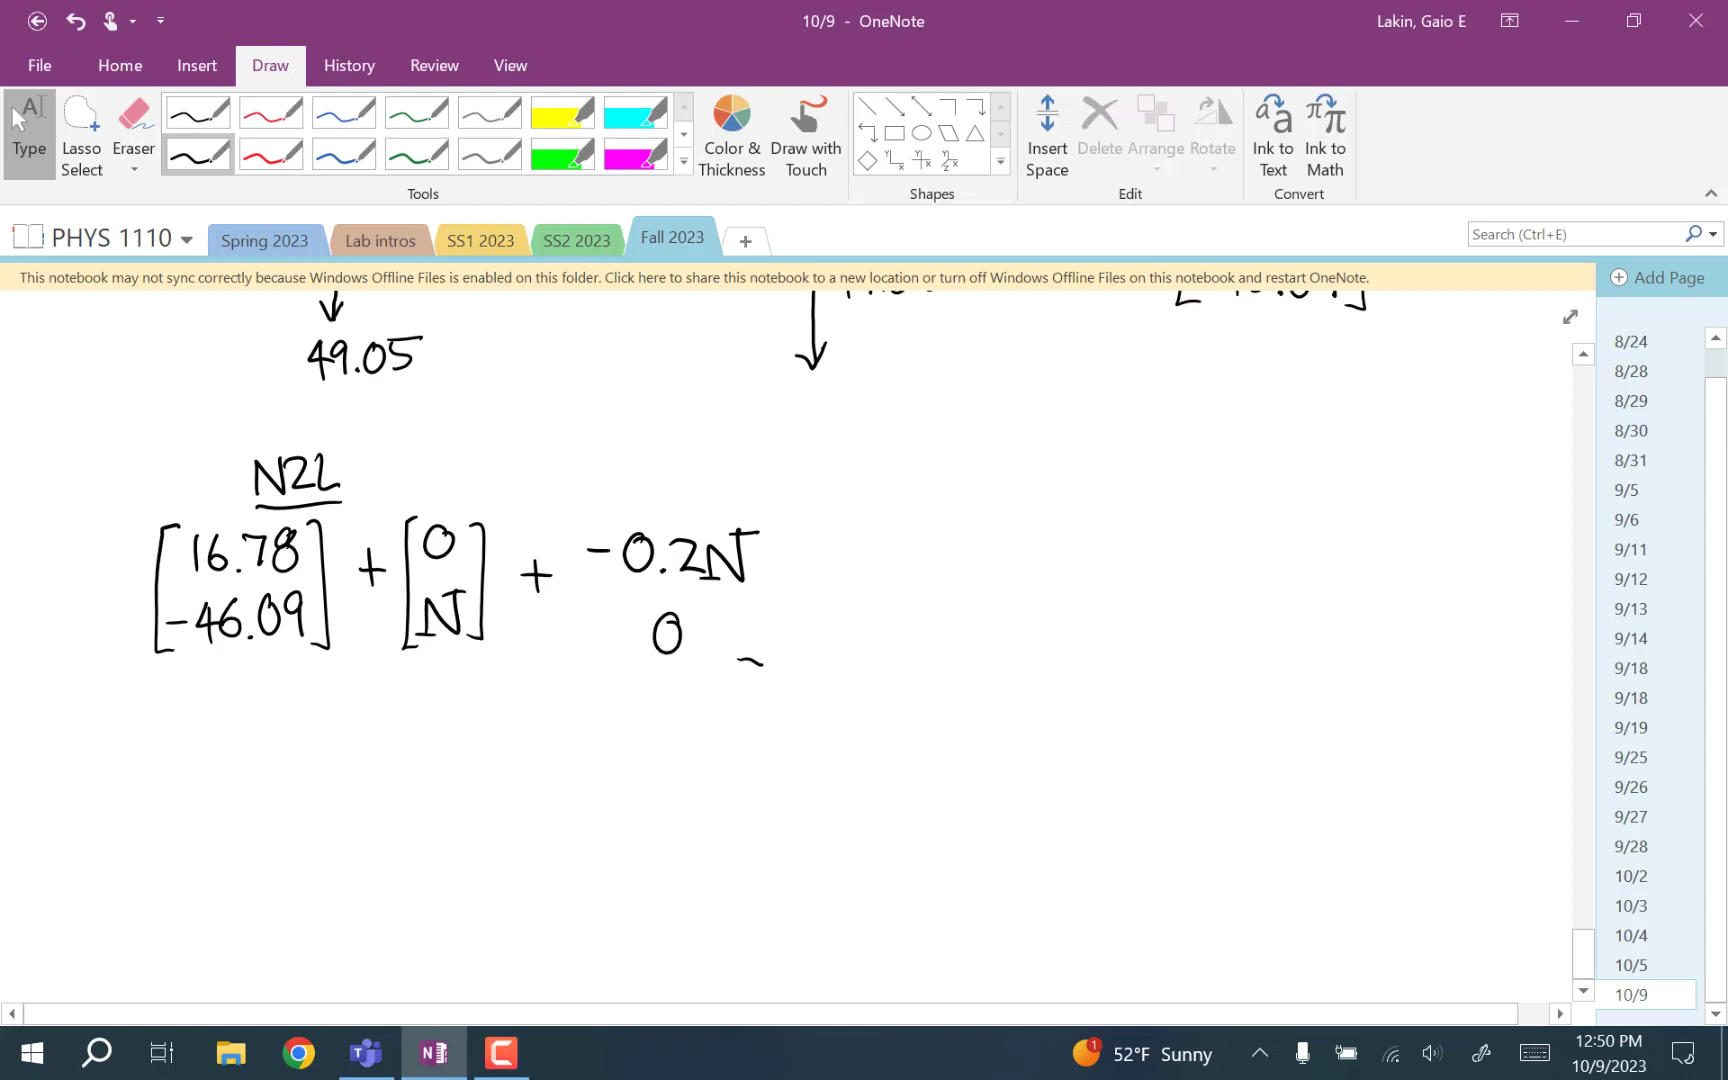 10/9 - OneNote
Lakin, Gaio E
File Home Insert Draw History Review View
Type
Lasso Select
Eraser
Color & Thickness
Draw with Touch
Insert Space
Delete
Arrange
Rotate
Ink to Text
Ink to Math
Tools
Shapes
Edit
Convert
PHYS 1110
Spring 2023
Lab intros
SS1 2023
SS2 2023
Fall 2023
Search (Ctrl+E)
This notebook may not sync correctly because Windows Offline Files is enabled on this folder. Click here to share this notebook to a new location or turn off Windows Offline Files on this notebook and restart OneNote.
Add Page
49.05
N2L
[16.78] + [0] + -0.2N
[-46.09] [N] 0
8/24
8/28
8/29
8/30
8/31
9/5
9/6
9/11
9/12
9/13
9/14
9/18
9/18
9/19
9/25
9/26
9/27
9/28
10/2
10/3
10/4
10/5
10/9
1
52°F Sunny
12:50 PM
10/9/2023